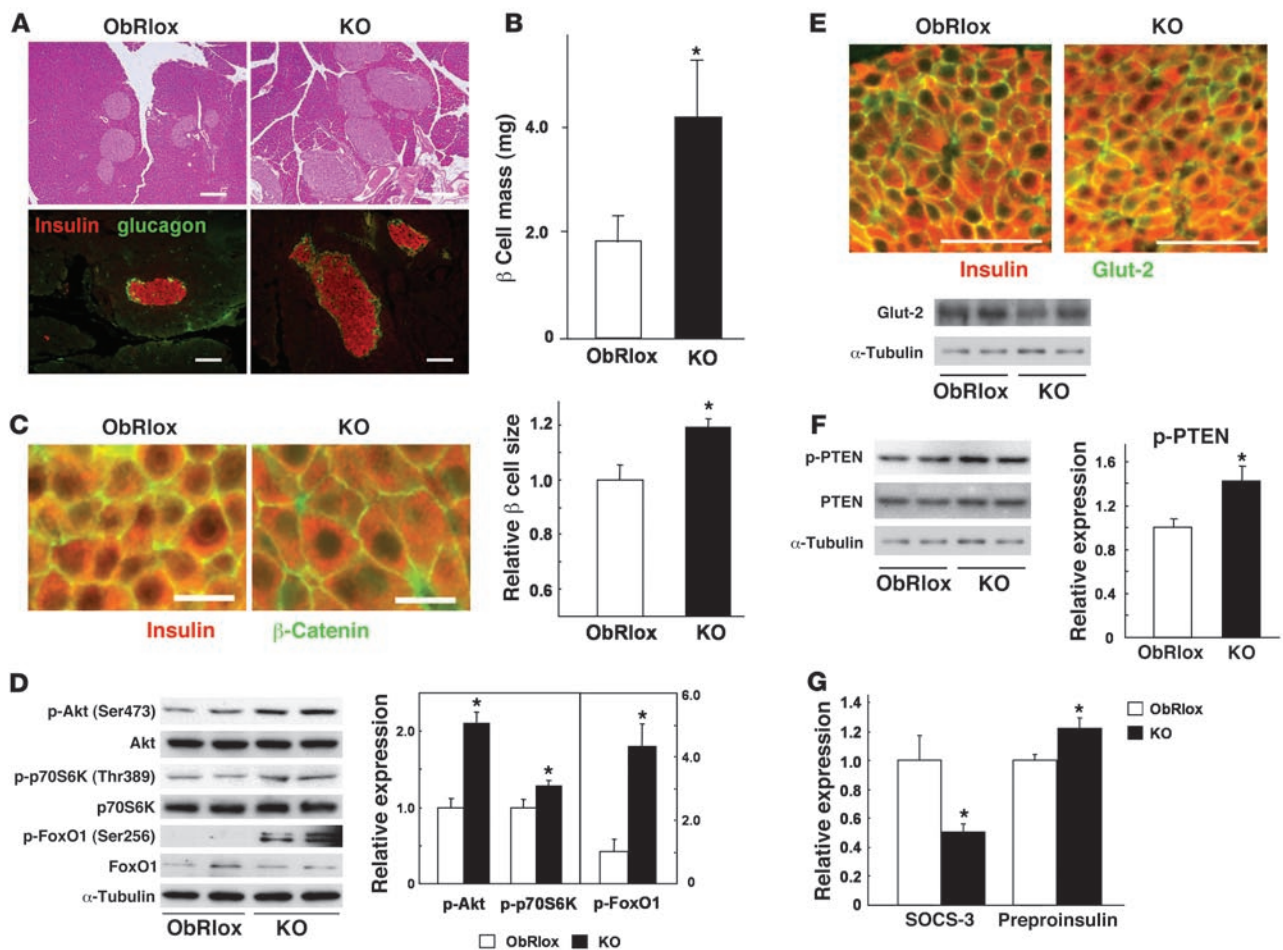 A
ObRlox
KO
Insulin glucagon
B
β Cell mass (mg)
4.0
2.0
0
*
ObRlox
KO
C
ObRlox
KO
Insulin
β-Catenin
Relative β cell size
1.2
1.0
0.8
0.6
*
ObRlox
KO
D
p-Akt (Ser473)
Akt
p-p70S6K (Thr389)
p70S6K
p-FoxO1 (Ser256)
FoxO1
α-Tubulin
ObRlox
KO
Relative expression
2.0
1.0
0
6.0
4.0
2.0
0
*
*
*
p-Akt
p-p70S6K
p-FoxO1
ObRlox
KO
E
ObRlox
KO
Insulin
Glut-2
Glut-2
α-Tubulin
ObRlox
KO
F
p-PTEN
PTEN
α-Tubulin
ObRlox
KO
p-PTEN
Relative expression
1.6
1.2
0.8
0.4
0
*
ObRlox
KO
G
Relative expression
1.4
1.2
1.0
0.8
0.6
0.4
0.2
0
*
*
SOCS-3
Preproinsulin
ObRlox
KO